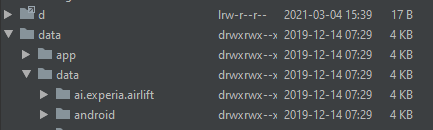 d lrw-r--r-- 2021-03-04 15:39 17 B
data drwxrwx--x 2019-12-14 07:29 4 KB
app drwxrwx--x 2019-12-14 07:29 4 KB
data drwxrwx--x 2019-12-14 07:29 4 KB
ai.experia.airlift drwxrwx--x 2019-12-14 07:29 4 KB
android drwxrwx--x 2019-12-14 07:29 4 KB